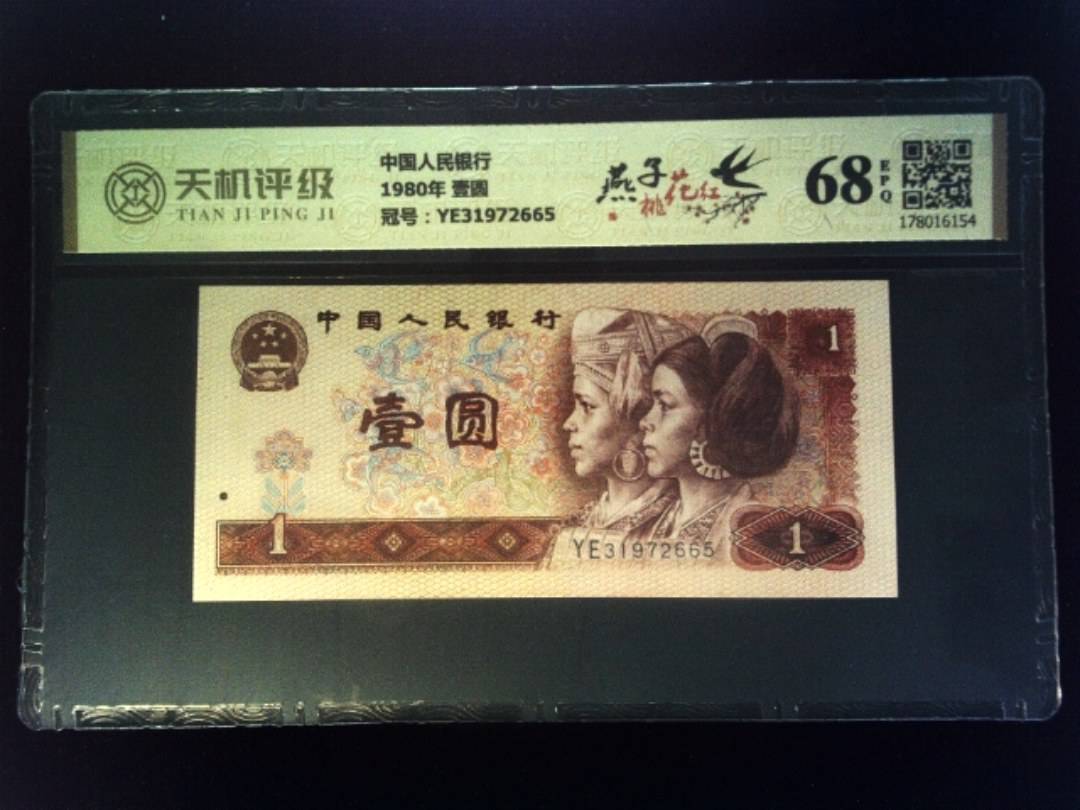 天机评级
TIAN JI PING JI
中国人民银行
1980年 壹圆
冠号：YE31972665
燕子
桃花红
68
EPQ
178016154
中国人民银行
1
壹圆
1
YE31972665
1